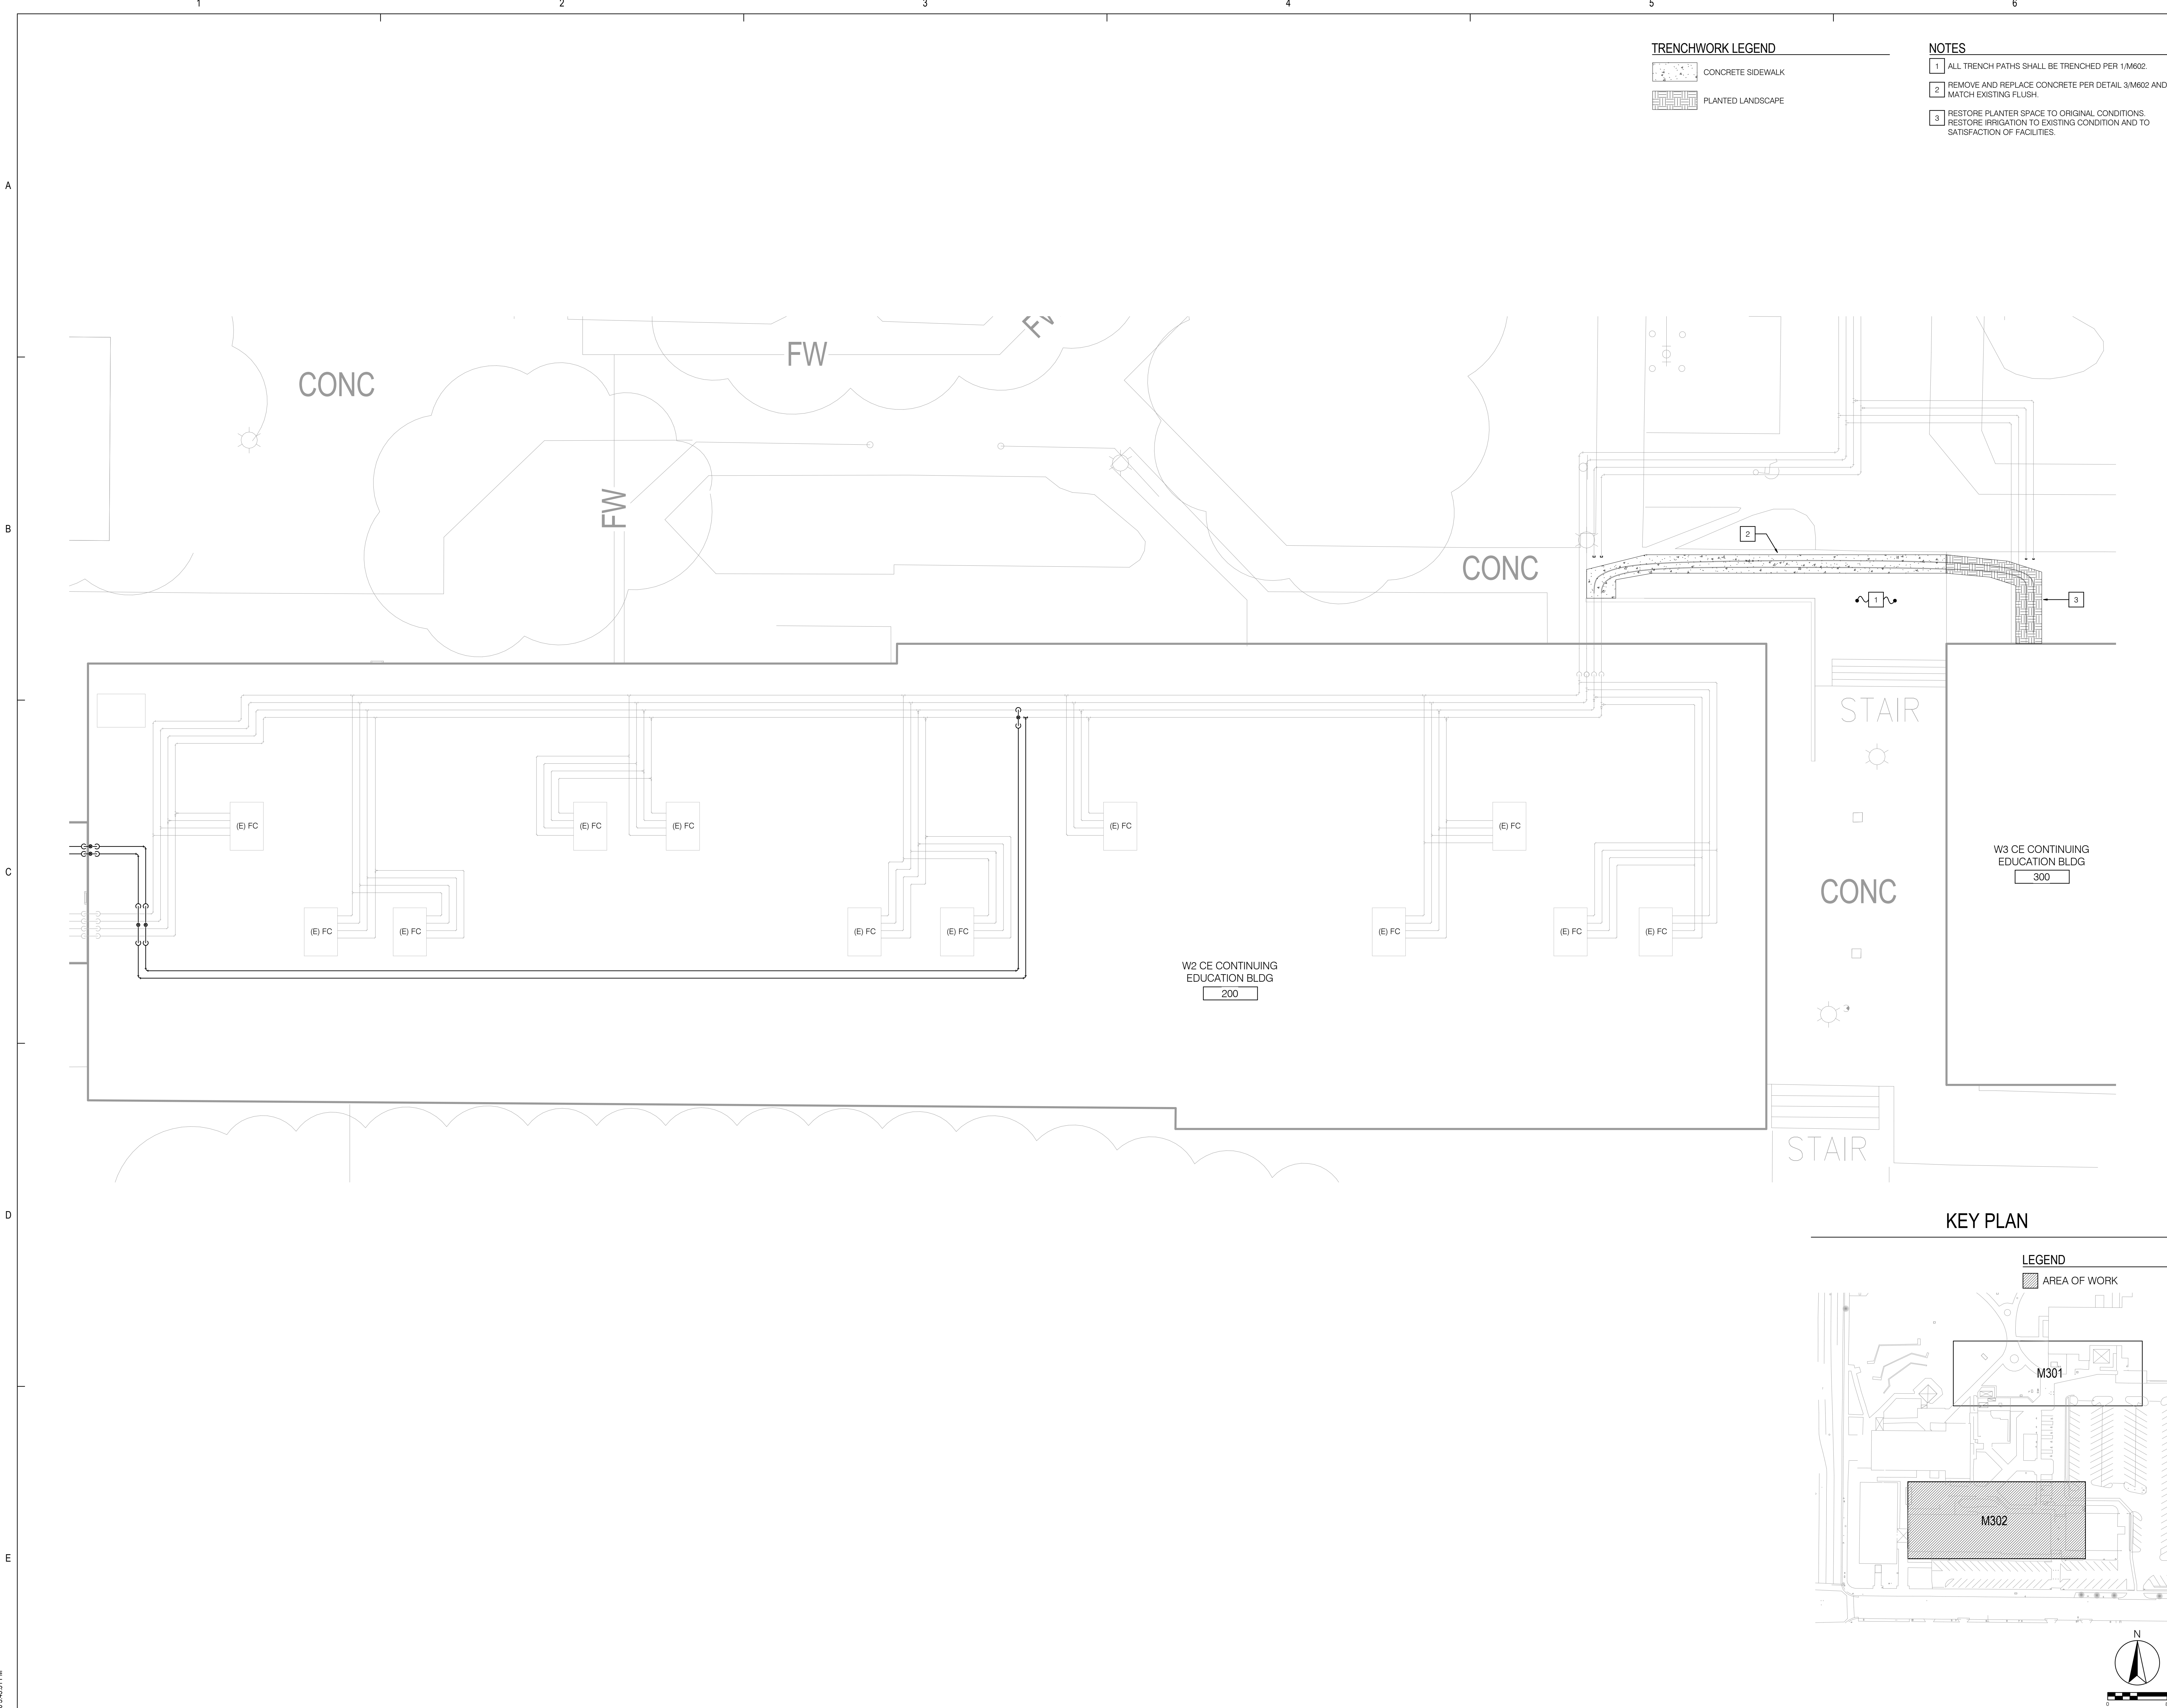 1 2 3 4 5 6
TRENCHWORK LEGEND
CONCRETE SIDEWALK
PLANTED LANDSCAPE
NOTES
1 ALL TRENCH PATHS SHALL BE TRENCHED PER 1/M602.
2 REMOVE AND REPLACE CONCRETE PER DETAIL 3/M602 AND
MATCH EXISTING FLUSH.
3 RESTORE PLANTER SPACE TO ORIGINAL CONDITIONS.
RESTORE IRRIGATION TO EXISTING CONDITION AND TO
SATISFACTION OF FACILITIES.
A
FW
FW
CONC
FW
B
2
CONC
1
3
STAIR
(E) FC
(E) FC
(E) FC
(E) FC
(E) FC
W3 CE CONTINUING
EDUCATION BLDG
300
C
CONC
(E) FC
(E) FC
(E) FC
(E) FC
(E) FC
(E) FC
(E) FC
W2 CE CONTINUING
EDUCATION BLDG
200
STAIR
D
KEY PLAN
LEGEND
AREA OF WORK
M301
M302
E
N
0